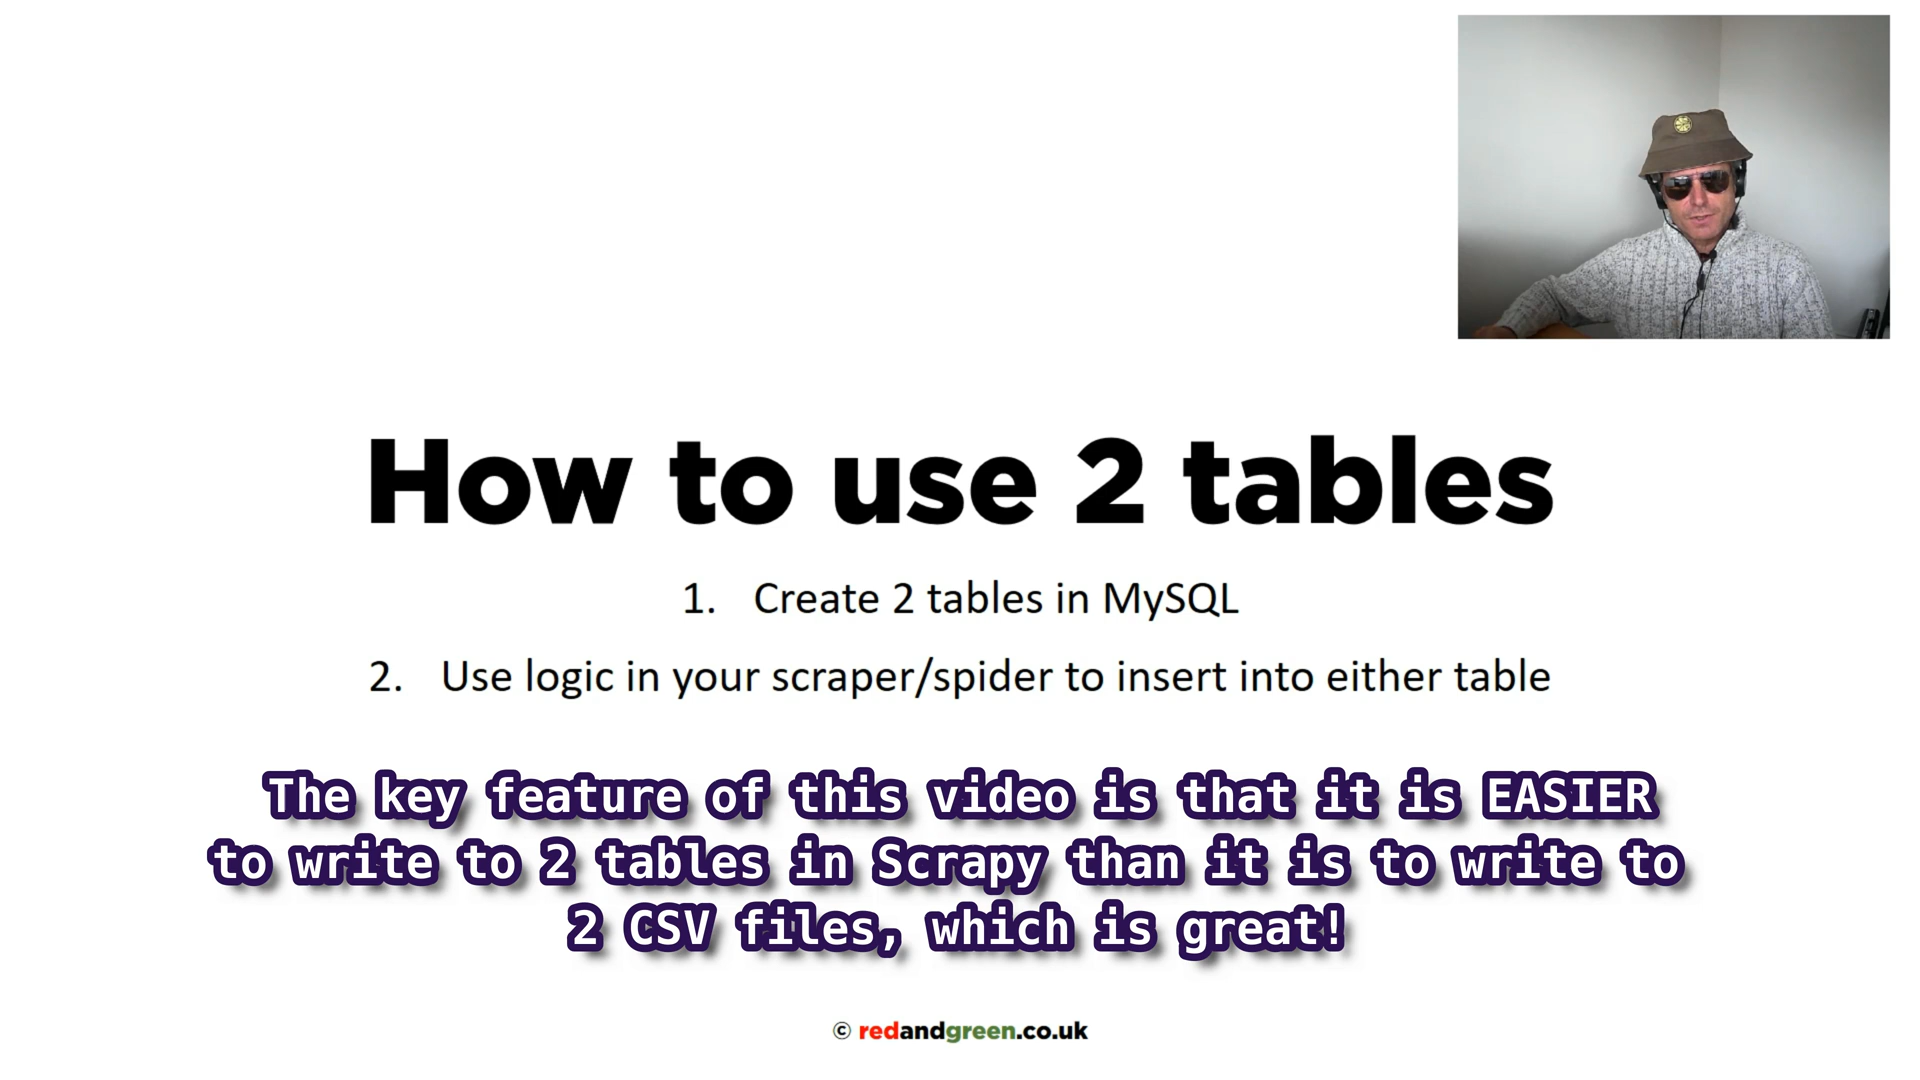 How to use 2 tables
1. Create 2 tables in MySQL
2. Use logic in your scraper/spider to insert into either table
The key feature of this video is that it is EASIER
to write to 2 tables in Scrapy than it is to write to
2 CSV files, which is great!
© redandgreen.co.uk